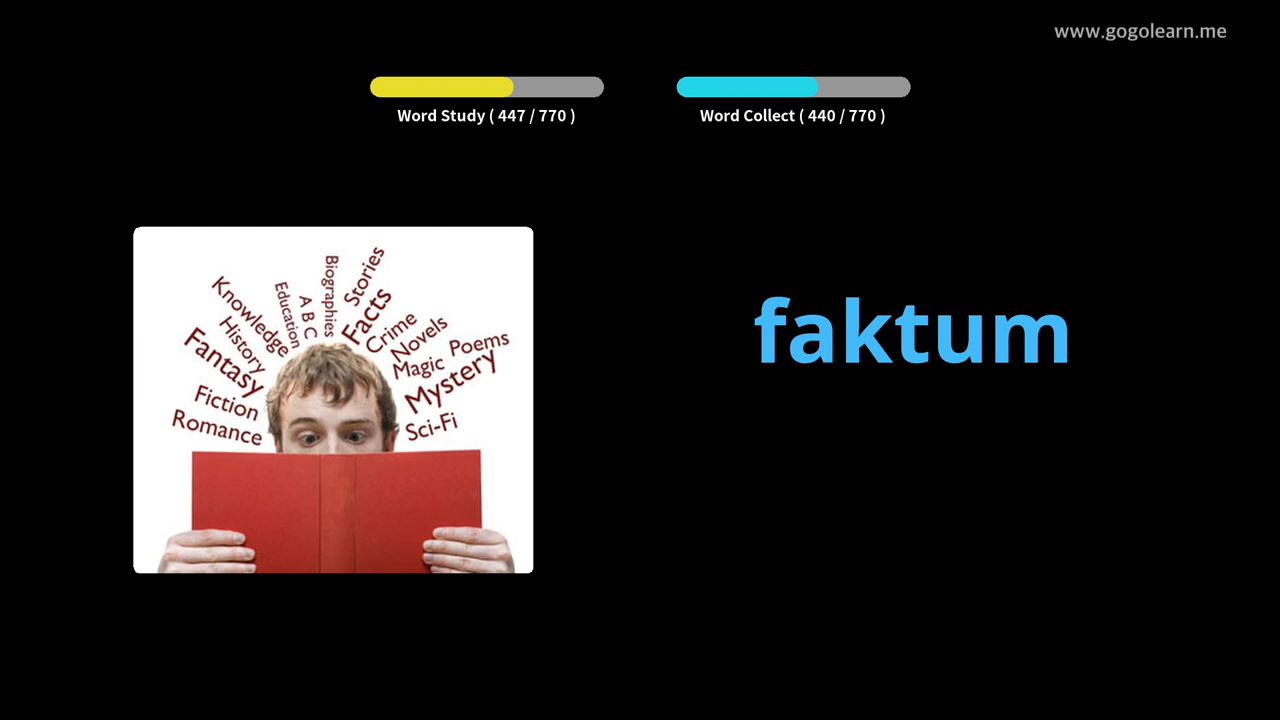 www.gogolearn.me
Word Study ( 447 / 770 )
Word Collect ( 440 / 770 )
Stories
Biographies
Facts
A B C
Education
Knowledge
Crime
Novels
History
Poems
Magic
Fantasy
Mystery
Fiction
Romance
Sci-Fi
faktum